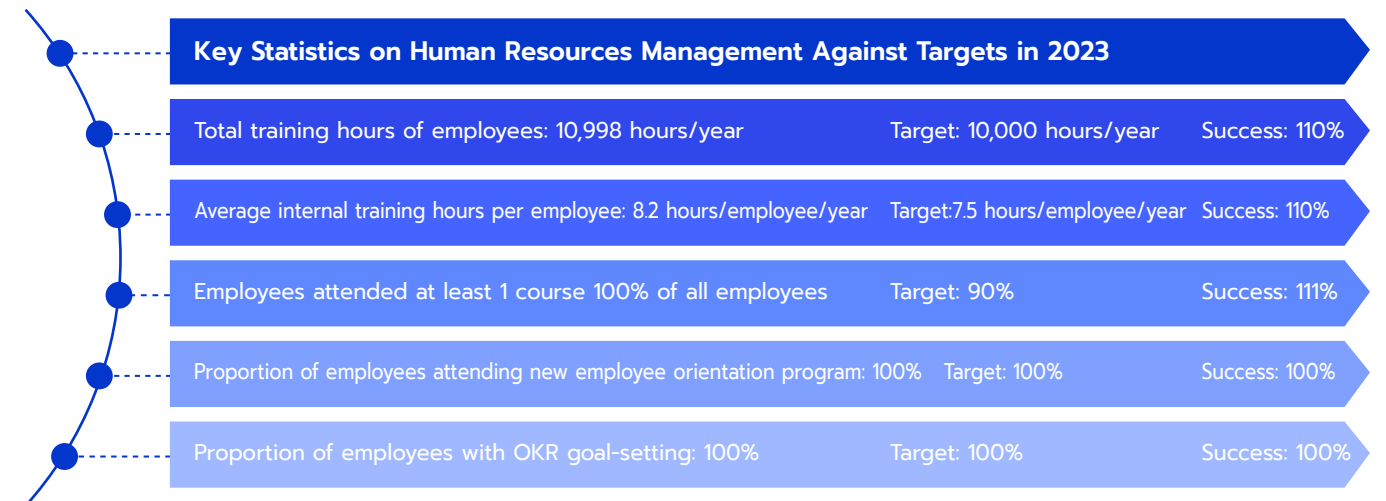 Key Statistics on Human Resources Management Against Targets in 2023
Total training hours of employees: 10,998 hours/year Target: 10,000 hours/year Success: 110%
Average internal training hours per employee: 8.2 hours/employee/year Target:7.5 hours/employee/year Success: 110%
Employees attended at least 1 course 100% of all employees Target: 90% Success: 111%
Proportion of employees attending new employee orientation program: 100% Target: 100% Success: 100%
Proportion of employees with OKR goal-setting: 100% Target: 100% Success: 100%